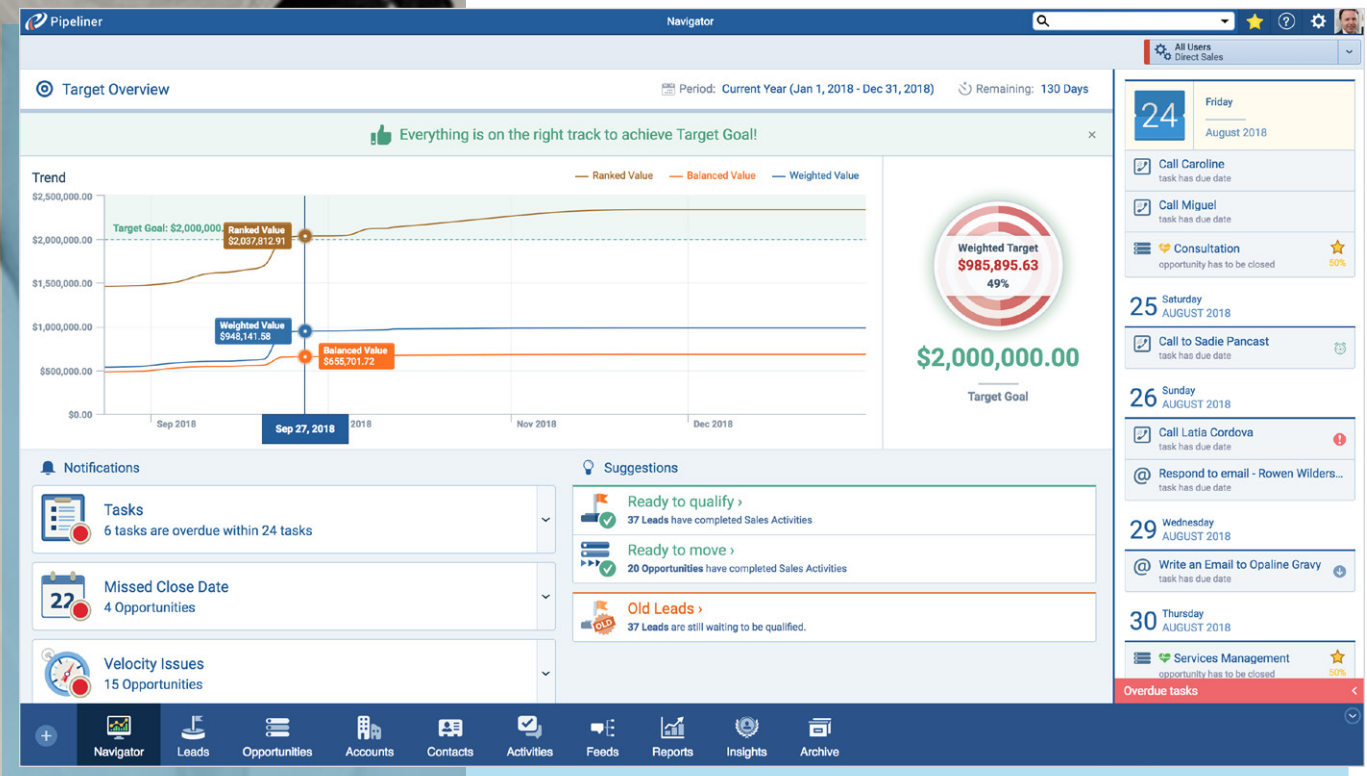 Pipeliner
Navigator
All Users
Direct Sales
Target Overview
Period: Current Year (Jan 1, 2018 - Dec 31, 2018)
Remaining: 130 Days
Everything is on the right track to achieve Target Goal!
Trend
Ranked Value
Balanced Value
Weighted Value
$2,500,000.00
$2,000,000.00
$1,500,000.00
$1,000,000.00
$500,000.00
$0.00
Target Goal: $2,000,000.
Ranked Value
$2,037,812.91
Weighted Value
$948,141.58
Balanced Value
$655,701.72
Sep 2018
Sep 27, 2018
2018
Nov 2018
Dec 2018
Weighted Target
$985,895.63
49%
$2,000,000.00
Target Goal
Notifications
Tasks
6 tasks are overdue within 24 tasks
22
Missed Close Date
4 Opportunities
Velocity Issues
15 Opportunities
Suggestions
Ready to qualify ›
37 Leads have completed Sales Activities
Ready to move ›
20 Opportunities have completed Sales Activities
OLD
Old Leads ›
37 Leads are still waiting to be qualified.
24
Friday
August 2018
Call Caroline
task has due date
Call Miguel
task has due date
Consultation
opportunity has to be closed
50%
25
Saturday
AUGUST 2018
Call to Sadie Pancast
task has due date
26
Sunday
AUGUST 2018
Call Latia Cordova
task has due date
Respond to email - Rowen Wilders...
task has due date
29
Wednesday
AUGUST 2018
Write an Email to Opaline Gravy
task has due date
30
Thursday
AUGUST 2018
Services Management
opportunity has to be closed
50%
Overdue tasks
Navigator
Leads
Opportunities
Accounts
Contacts
Activities
Feeds
Reports
Insights
Archive